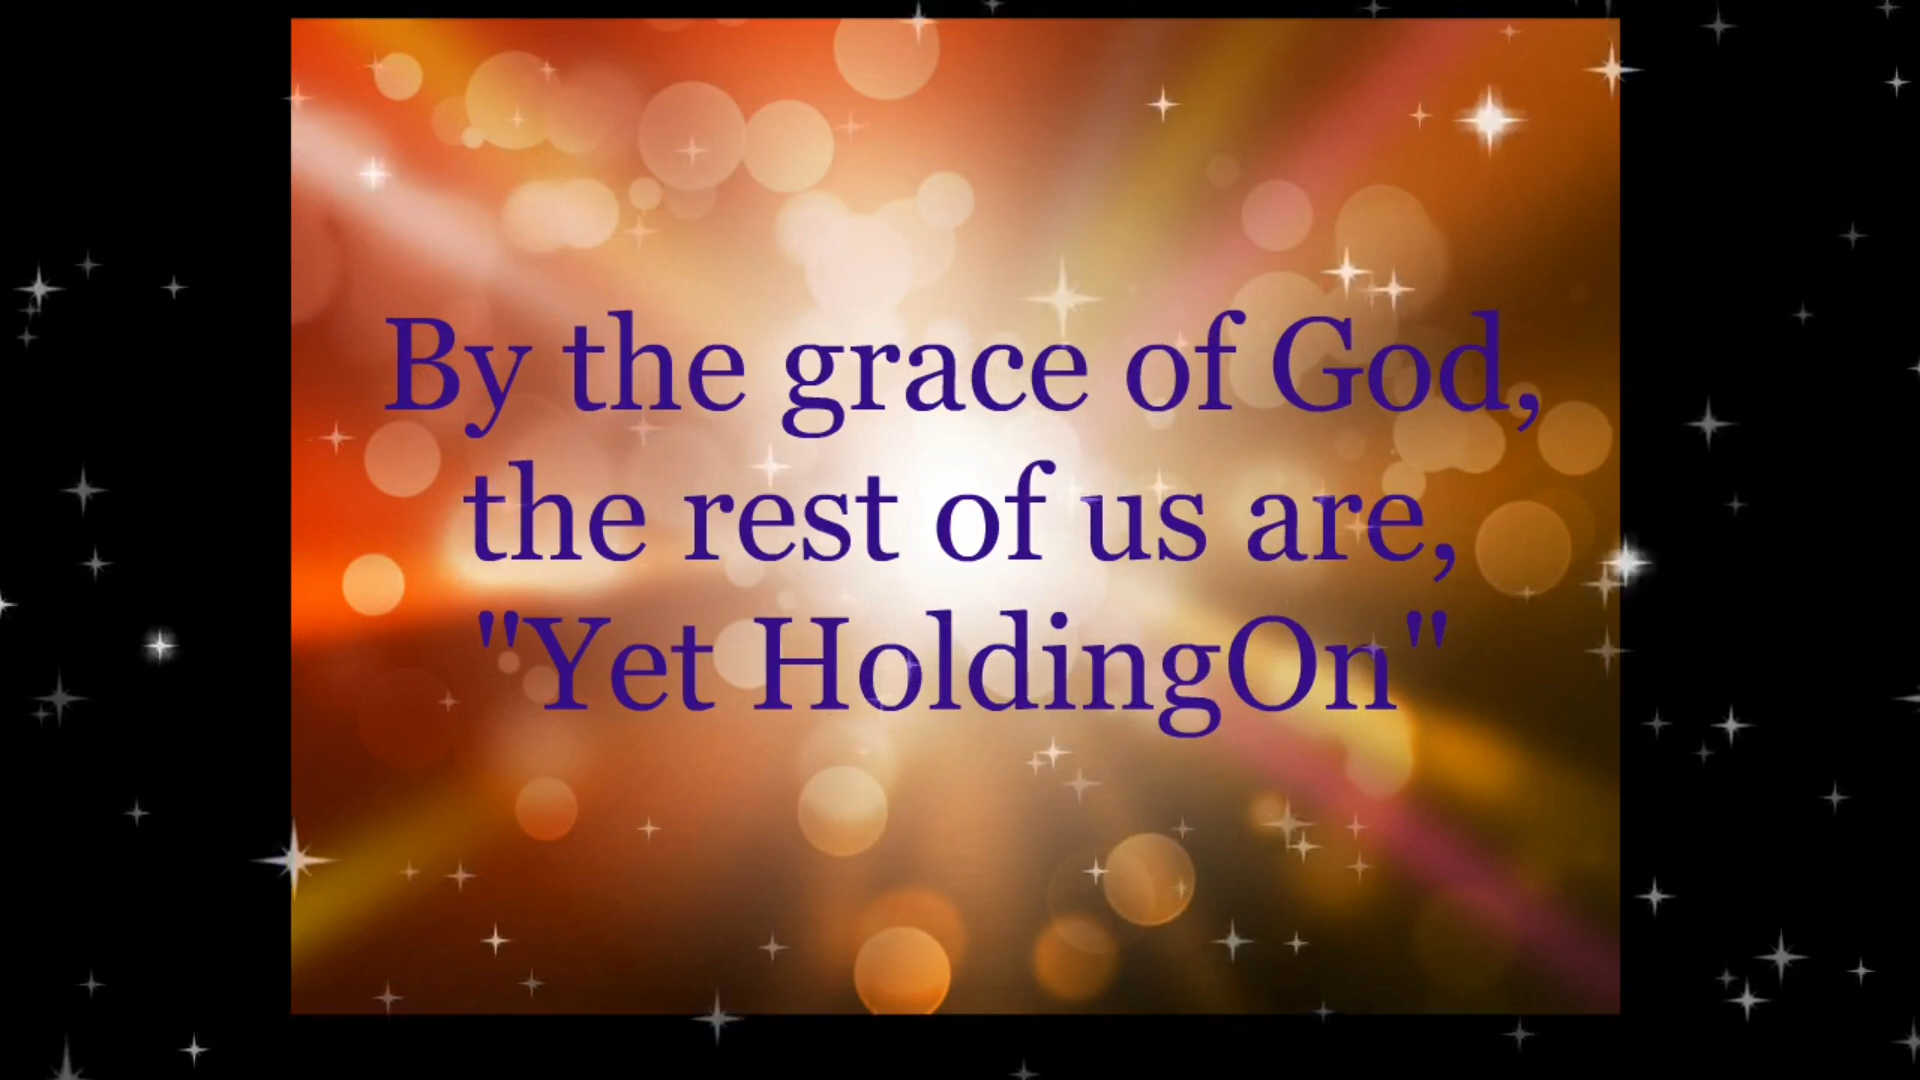 By the grace of God,
the rest of us are,
"Yet HoldingOn"